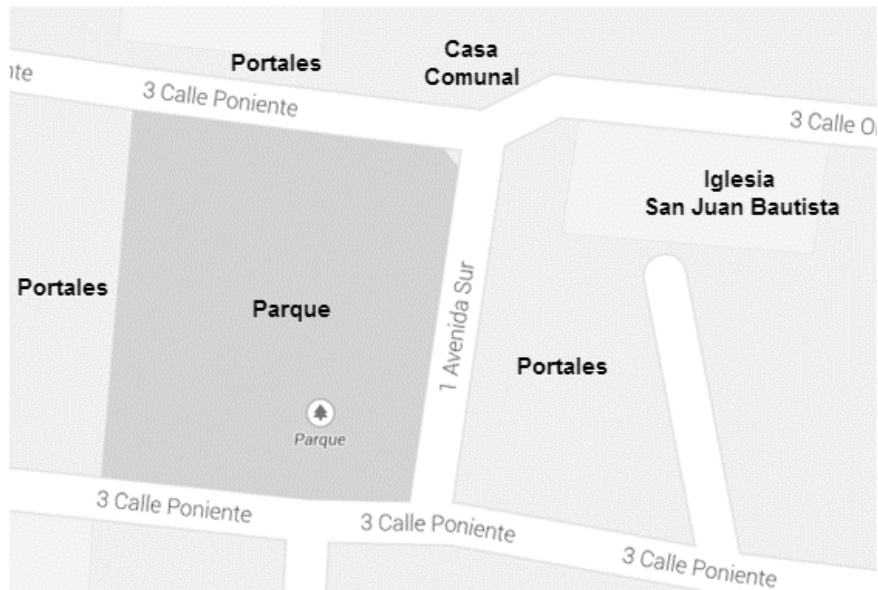 Casa
Comunal
Portales
nte
3 Calle Poniente
3 Calle O
Iglesia
San Juan Bautista
Portales
Parque
1 Avenida Sur
Portales
Parque
3 Calle Poniente
3 Calle Poniente
3 Calle Poniente